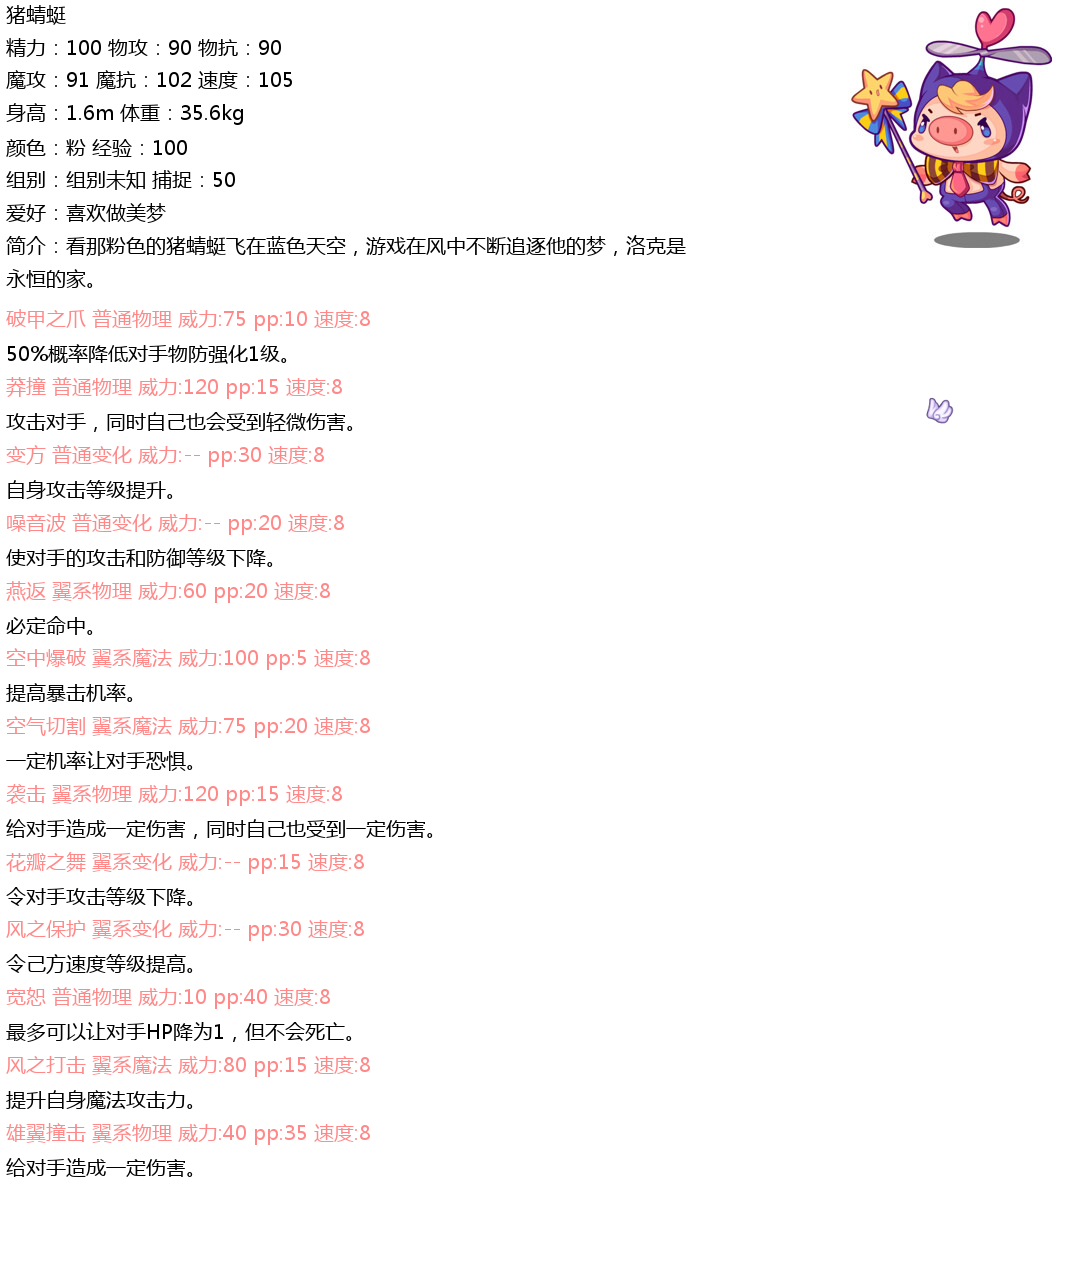 猪蜻蜓
精力：100 物攻：90 物抗：90
魔攻：91 魔抗：102 速度：105
身高：1.6m 体重：35.6kg
颜色：粉 经验：100
组别：组别未知 捕捉：50
爱好：喜欢做美梦
简介：看那粉色的猪蜻蜓飞在蓝色天空，游戏在风中不断追逐他的梦，洛克是
永恒的家。
破甲之爪 普通物理 威力:75 pp:10 速度:8
50%概率降低对手物防强化1级。
莽撞 普通物理 威力:120 pp:15 速度:8
攻击对手，同时自己也会受到轻微伤害。
变方 普通变化 威力:-- pp:30 速度:8
自身攻击等级提升。
噪音波 普通变化 威力:-- pp:20 速度:8
使对手的攻击和防御等级下降。
燕返 翼系物理 威力:60 pp:20 速度:8
必定命中。
空中爆破 翼系魔法 威力:100 pp:5 速度:8
提高暴击机率。
空气切割 翼系魔法 威力:75 pp:20 速度:8
一定机率让对手恐惧。
袭击 翼系物理 威力:120 pp:15 速度:8
给对手造成一定伤害，同时自己也受到一定伤害。
花瓣之舞 翼系变化 威力:-- pp:15 速度:8
令对手攻击等级下降。
风之保护 翼系变化 威力:-- pp:30 速度:8
令己方速度等级提高。
宽恕 普通物理 威力:10 pp:40 速度:8
最多可以让对手HP降为1，但不会死亡。
风之打击 翼系魔法 威力:80 pp:15 速度:8
提升自身魔法攻击力。
雄翼撞击 翼系物理 威力:40 pp:35 速度:8
给对手造成一定伤害。